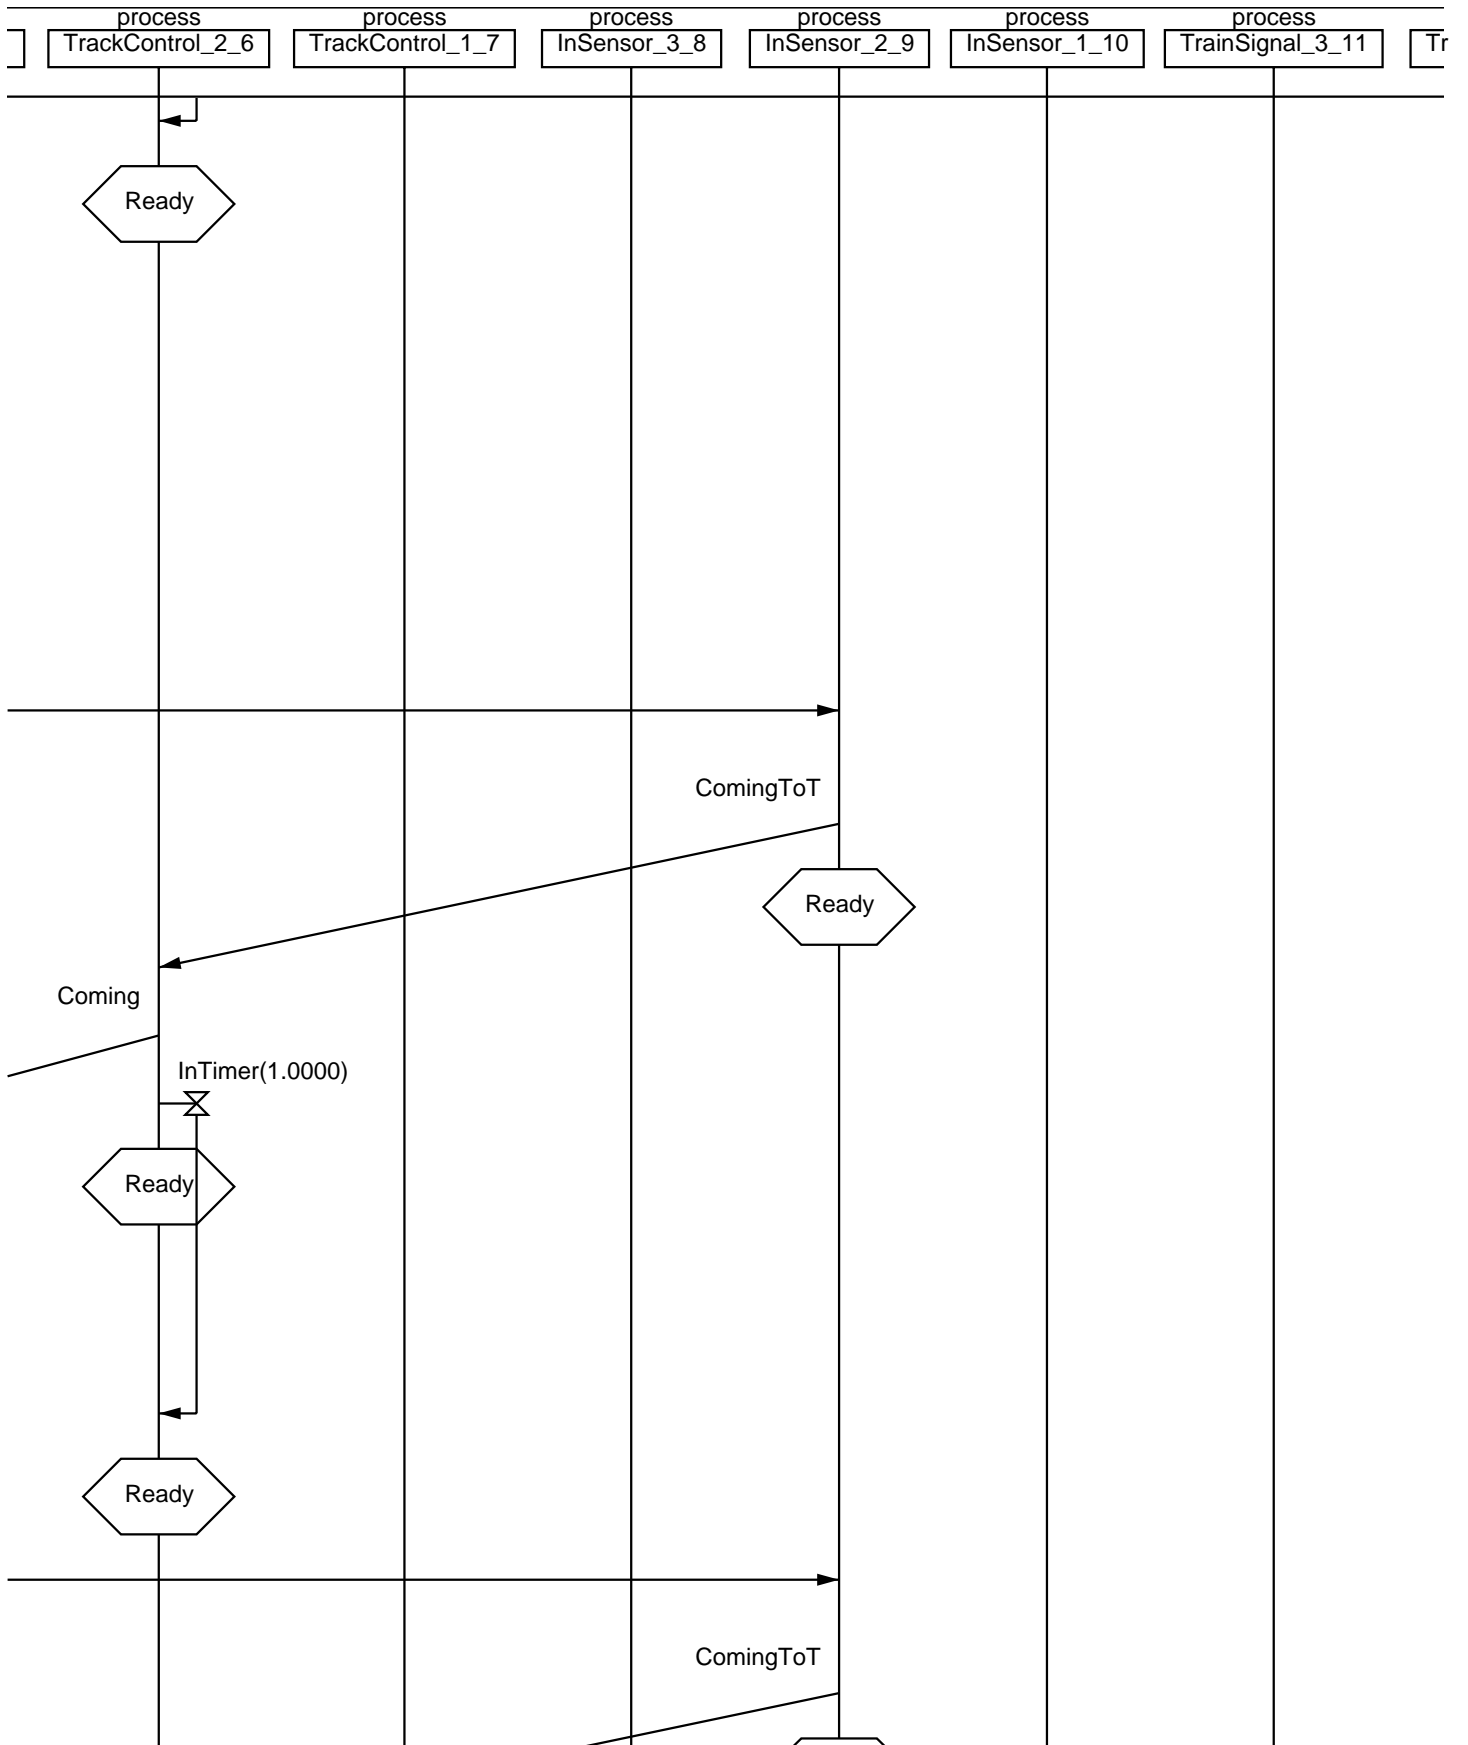 process process process process process process
TrackControl_2_6 TrackControl_1_7 InSensor_3_8 InSensor_2_9 InSensor_1_10 TrainSignal_3_11 Tr
Ready
ComingToT
Ready
Coming
InTimer(1.0000)
Ready
Ready
ComingToT